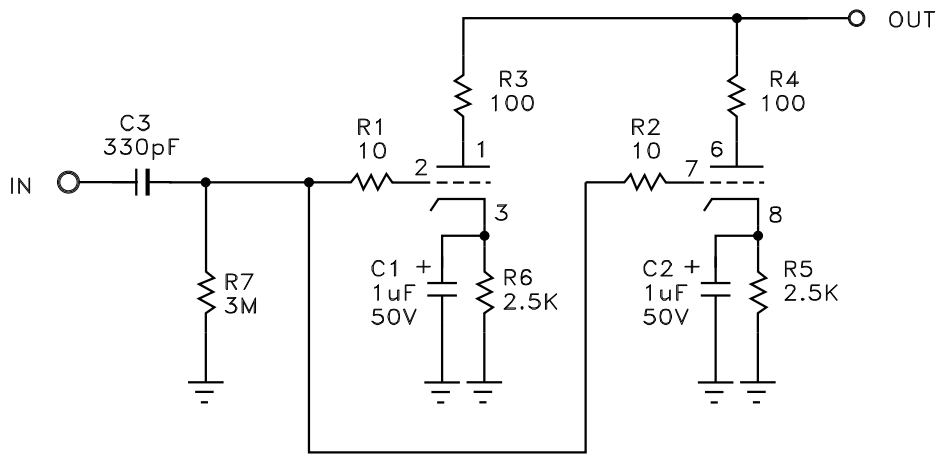 OUT
R3
100
R4
100
C3
330pF
R1
10
R2
10
1
2
6
7
IN
3
8
R7
3M
C1 +
1uF
50V
R6
2.5K
C2 +
1uF
50V
R5
2.5K